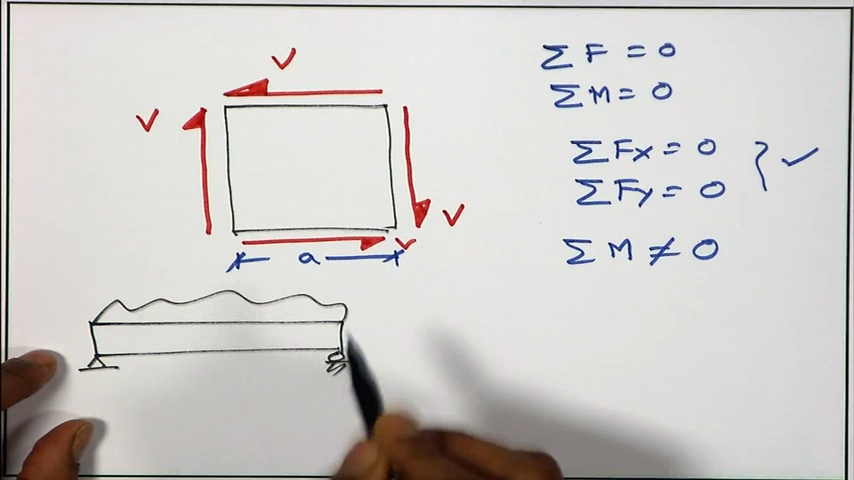 V
V
V
V
a
ΣF = 0
ΣM = 0
ΣFx = 0
ΣFy = 0
ΣM ≠ 0